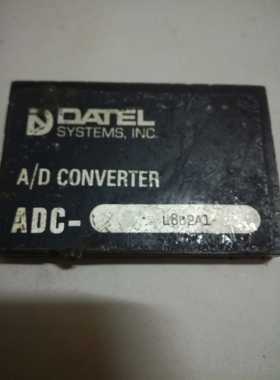 DATEL
SYSTEMS, INC.
A/D CONVERTER
ADC-